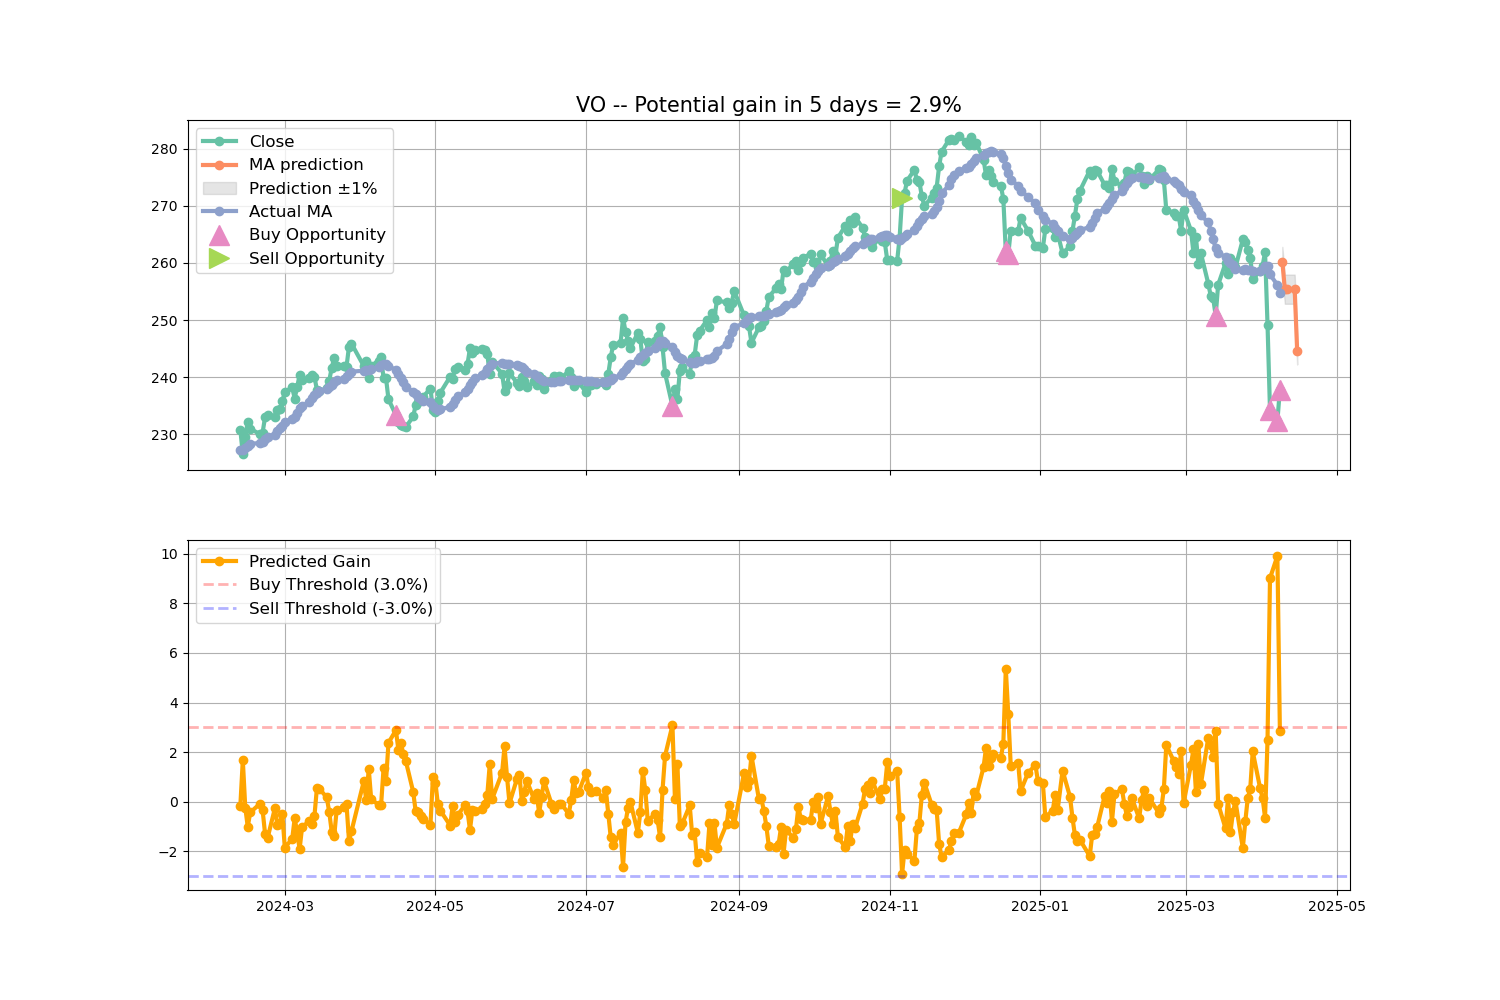 VO -- Potential gain in 5 days = 2.9%
Close
MA prediction
Prediction ±1%
Actual MA
Buy Opportunity
Sell Opportunity
280
270
260
250
240
230
Predicted Gain
Buy Threshold (3.0%)
Sell Threshold (-3.0%)
10
8
6
4
2
0
−2
2024-03 2024-05 2024-07 2024-09 2024-11 2025-01 2025-03 2025-05